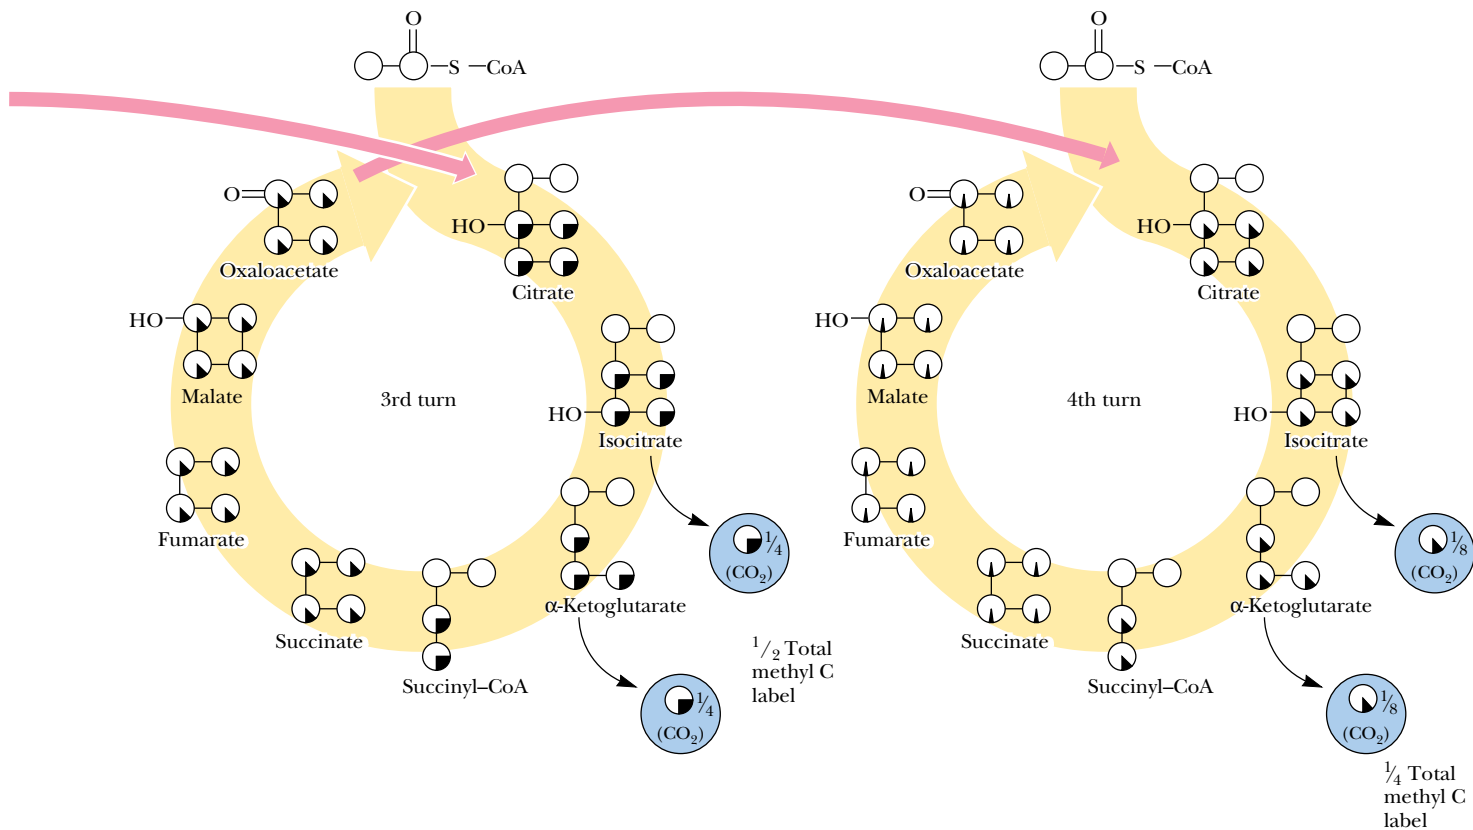 O
S —CoA
O
Oxaloacetate
HO
Citrate
HO
Malate
3rd turn
HO
Isocitrate
Fumarate
1/4
(CO₂)
α-Ketoglutarate
Succinate
Succinyl–CoA
1/2 Total
methyl C
label
1/4
(CO₂)
O
S —CoA
O
Oxaloacetate
HO
Citrate
HO
Malate
4th turn
HO
Isocitrate
Fumarate
1/8
(CO₂)
α-Ketoglutarate
Succinate
Succinyl–CoA
1/8
(CO₂)
1/4 Total
methyl C
label